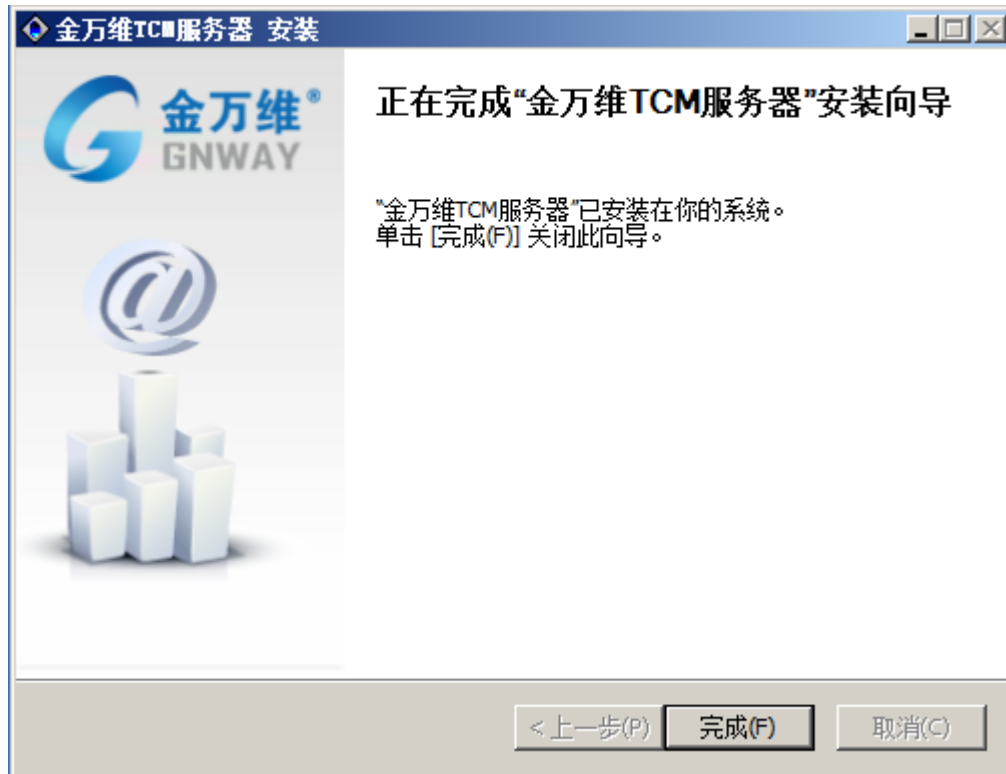 金万维TCM服务器 安装
金万维®
GNWAY
正在完成“金万维TCM服务器”安装向导
“金万维TCM服务器”已安装在你的系统。
单击 [完成(F)] 关闭此向导。
@
< 上一步(P) 完成(F) 取消(C)